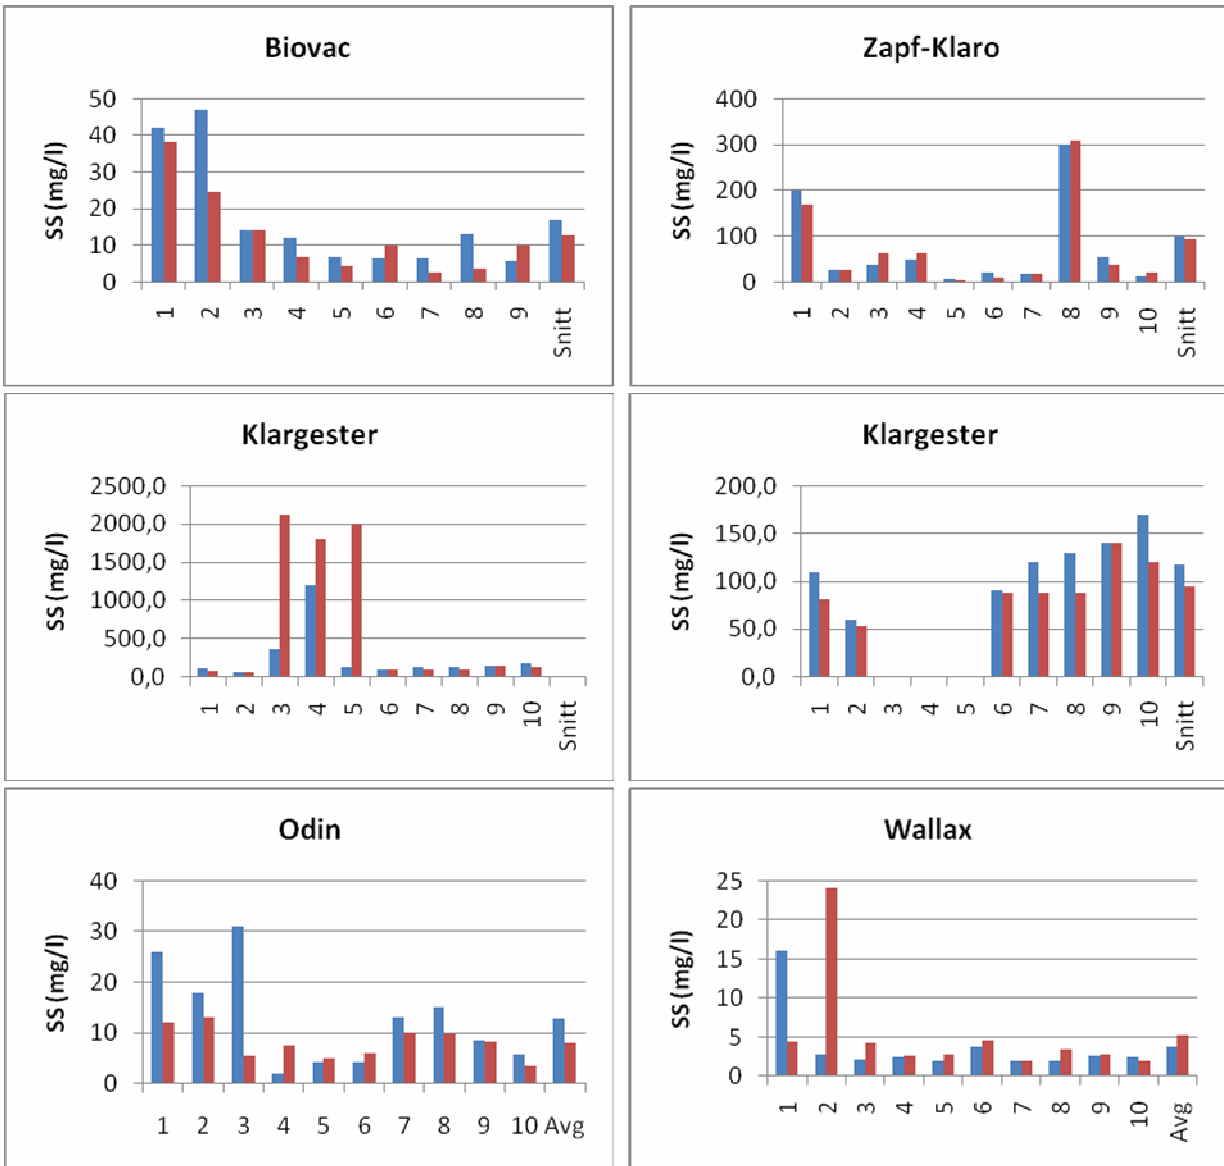 Biovac
SS (mg/l)
50
40
30
20
10
0
1 2 3 4 5 6 7 8 9 Snitt
Zapf-Klaro
SS (mg/l)
400
300
200
100
0
1 2 3 4 5 6 7 8 9 10 Snitt
Klargester
SS (mg/l)
2500,0
2000,0
1500,0
1000,0
500,0
0,0
1 2 3 4 5 6 7 8 9 10 Snitt
Klargester
SS (mg/l)
200,0
150,0
100,0
50,0
0,0
1 2 3 4 5 6 7 8 9 10 Snitt
Odin
SS (mg/l)
40
30
20
10
0
1 2 3 4 5 6 7 8 9 10 Avg
Wallax
SS (mg/l)
25
20
15
10
5
0
1 2 3 4 5 6 7 8 9 10 Avg